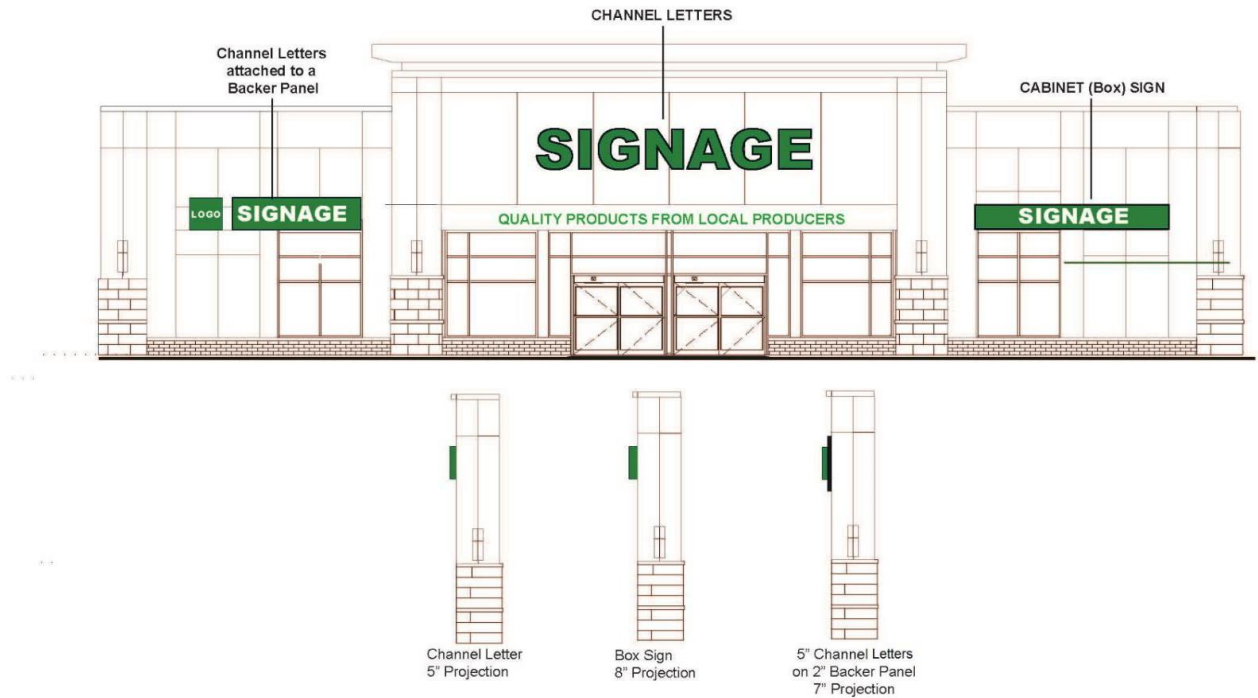 CHANNEL LETTERS
Channel Letters
attached to a
Backer Panel
CABINET (Box) SIGN
SIGNAGE
LOGO
SIGNAGE
QUALITY PRODUCTS FROM LOCAL PRODUCERS
SIGNAGE
Channel Letter
5" Projection
Box Sign
8" Projection
5" Channel Letters
on 2" Backer Panel
7" Projection